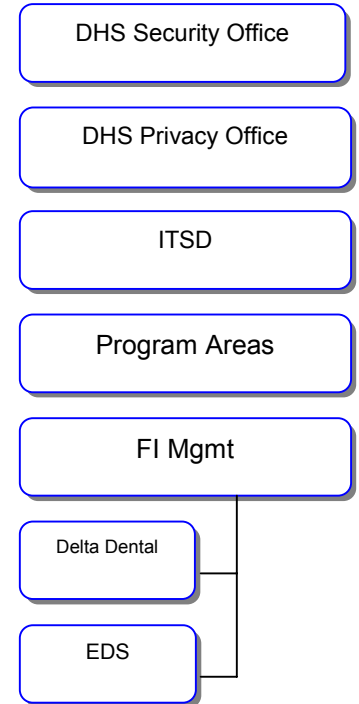 DHS Security Office
DHS Privacy Office
ITSD
Program Areas
FI Mgmt
Delta Dental
EDS